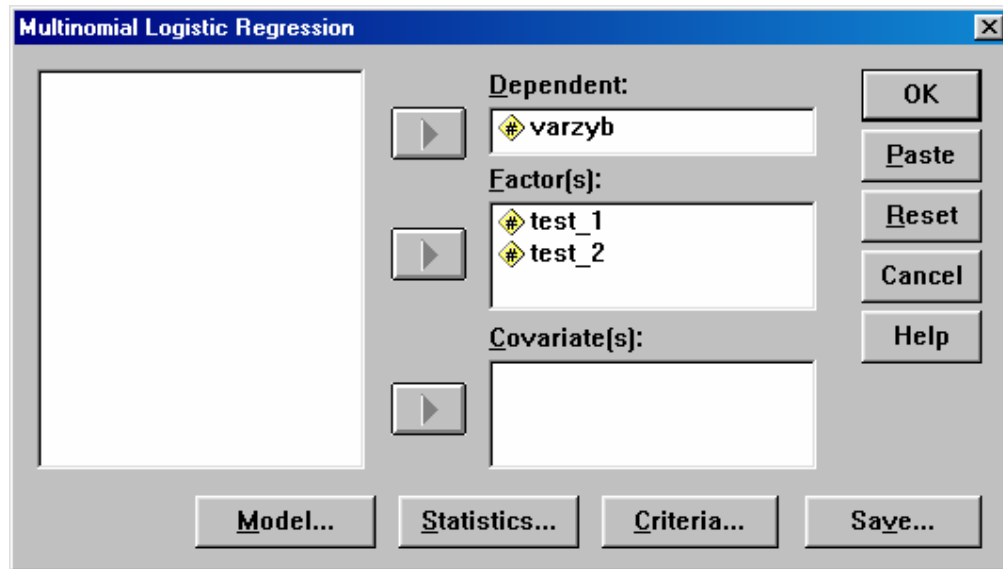 Multinomial Logistic Regression
Dependent:
# varzyb
Factor(s):
# test_1
# test_2
Covariate(s):
OK
Paste
Reset
Cancel
Help
Model...
Statistics...
Criteria...
Save...